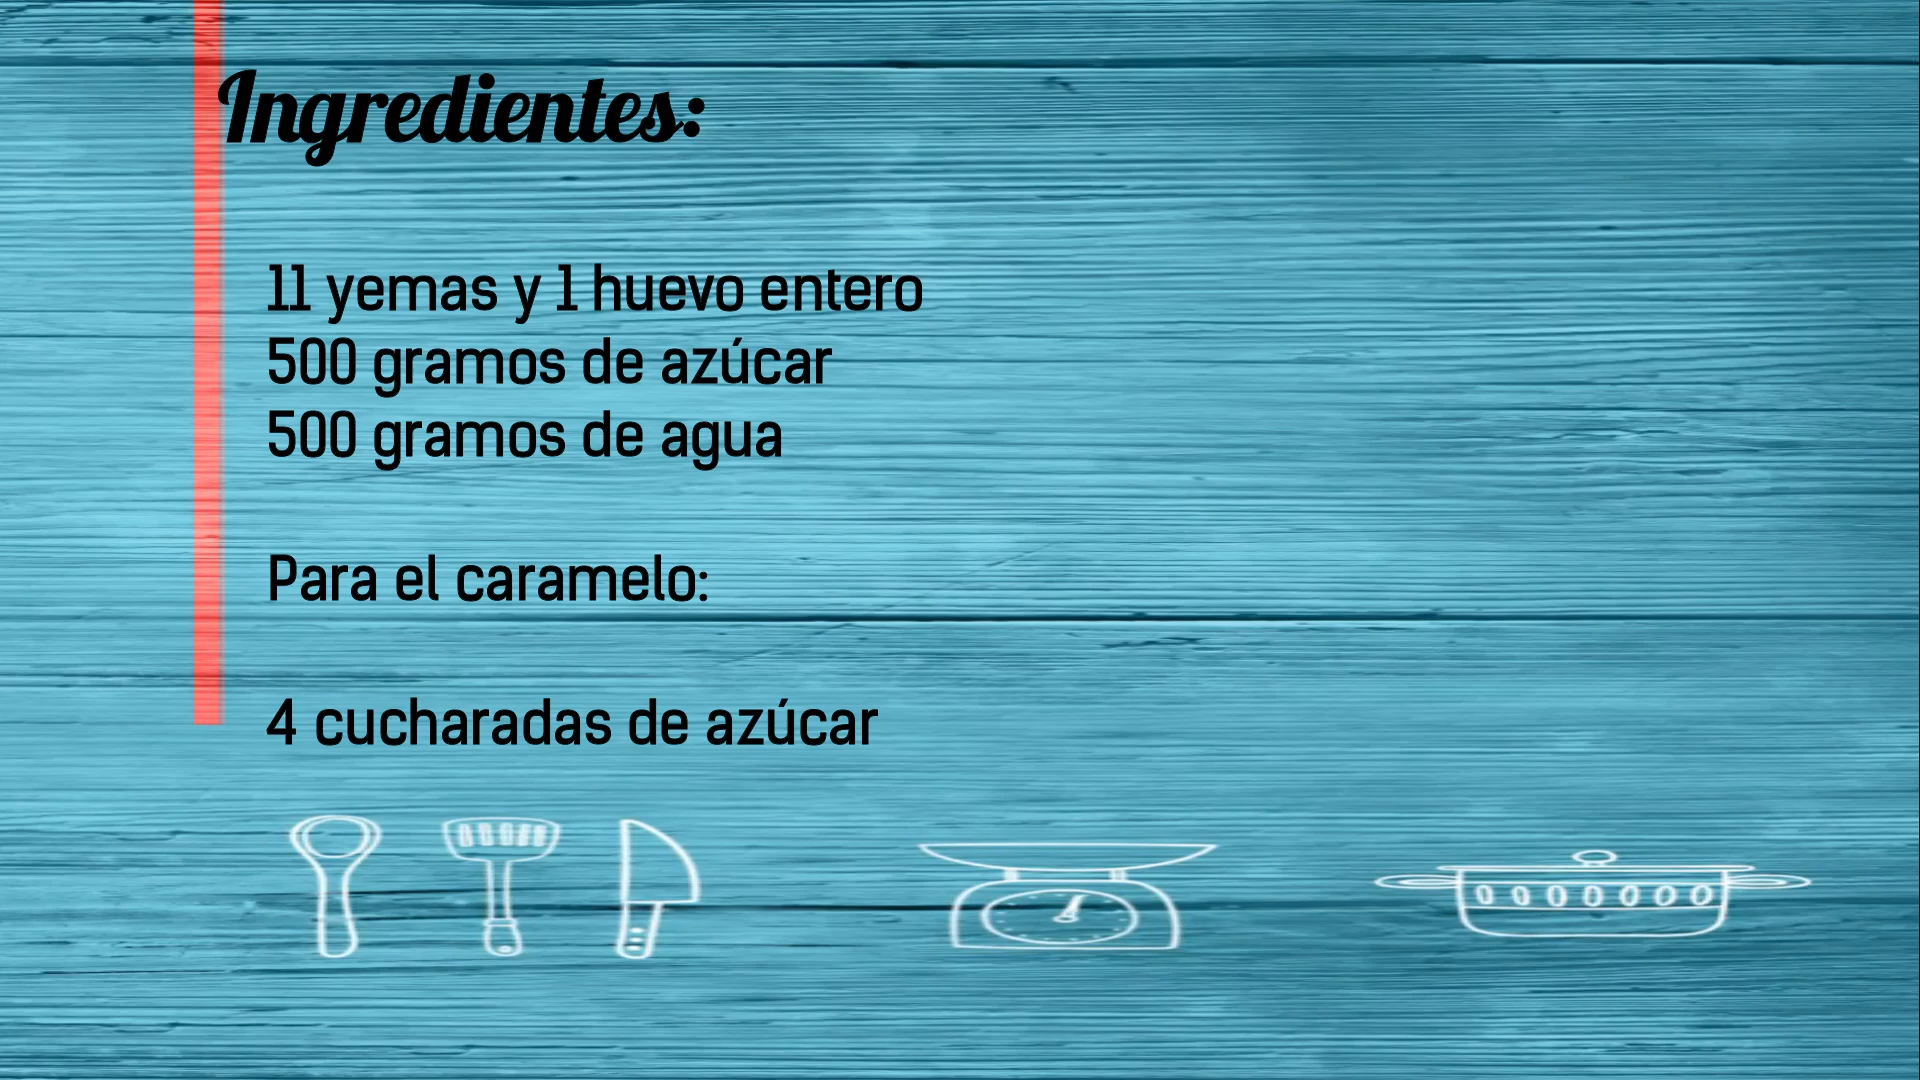 Ingredientes:
11 yemas y 1 huevo entero
500 gramos de azúcar
500 gramos de agua
Para el caramelo:
4 cucharadas de azúcar